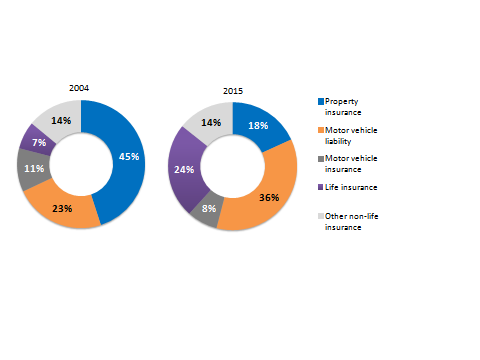 2004
2015
45%
23%
11%
7%
14%
18%
36%
8%
24%
14%
Property
insurance
Motor vehicle
liability
Motor vehicle
insurance
Life insurance
Other non-life
insurance